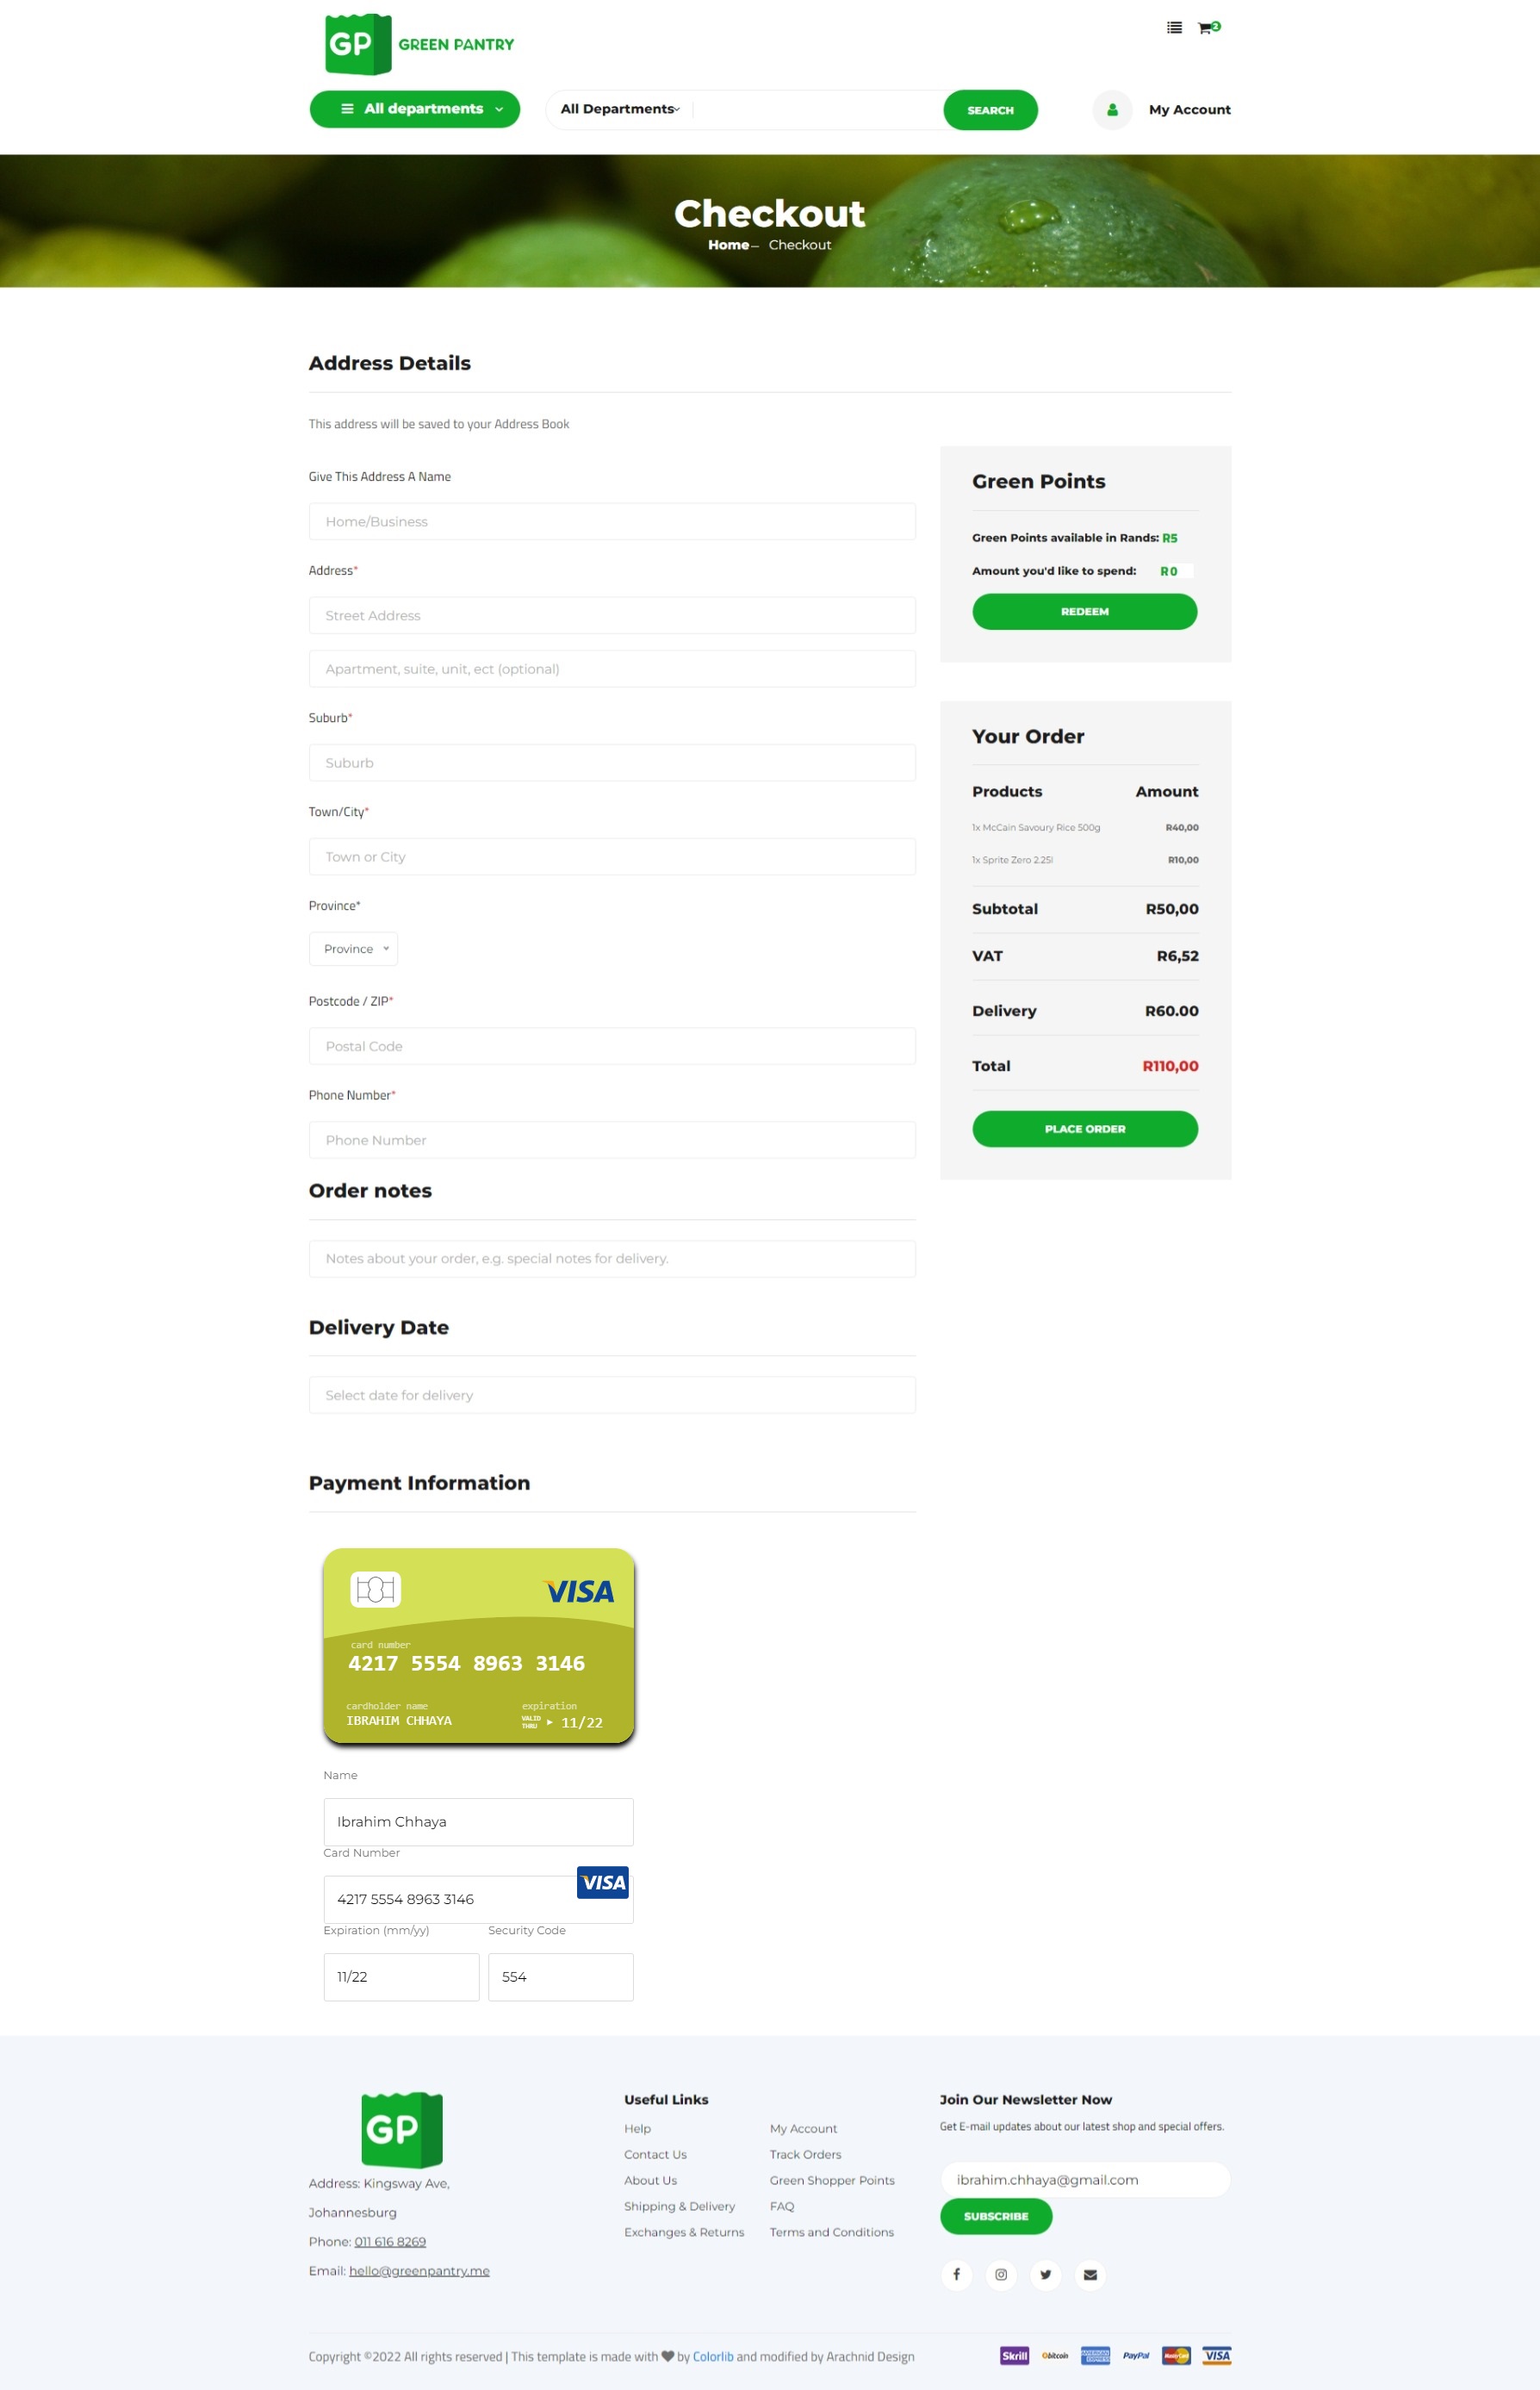 GP GREEN PANTRY
2
All departments
All Departments
SEARCH
My Account
Checkout
Home – Checkout
Address Details
This address will be saved to your Address Book
Give This Address A Name
Home/Business
Address*
Street Address
Apartment, suite, unit, ect (optional)
Suburb*
Suburb
Town/City*
Town or City
Province*
Province
Postcode / ZIP*
Postal Code
Phone Number*
Phone Number
Order notes
Notes about your order, e.g. special notes for delivery.
Delivery Date
Select date for delivery
Green Points
Green Points available in Rands: R5
Amount you'd like to spend: R0
REDEEM
Your Order
Products Amount
1x McCain Savoury Rice 500g R40,00
1x Sprite Zero 2.25l R10,00
Subtotal R50,00
VAT R6,52
Delivery R60.00
Total R110,00
PLACE ORDER
Payment Information
VISA
card number
4217 5554 8963 3146
cardholder name expiration
IBRAHIM CHHAYA VALID THRU ▸ 11/22
Name
Ibrahim Chhaya
Card Number
4217 5554 8963 3146 VISA
Expiration (mm/yy) Security Code
11/22 554
GP
Address: Kingsway Ave,
Johannesburg
Phone: 011 616 8269
Email: hello@greenpantry.me
Useful Links
Help My Account
Contact Us Track Orders
About Us Green Shopper Points
Shipping & Delivery FAQ
Exchanges & Returns Terms and Conditions
Join Our Newsletter Now
Get E-mail updates about our latest shop and special offers.
ibrahim.chhaya@gmail.com
SUBSCRIBE
Copyright ©2022 All rights reserved | This template is made with ♥ by Colorlib and modified by Arachnid Design
Skrill bitcoin AMERICAN EXPRESS PayPal MasterCard VISA